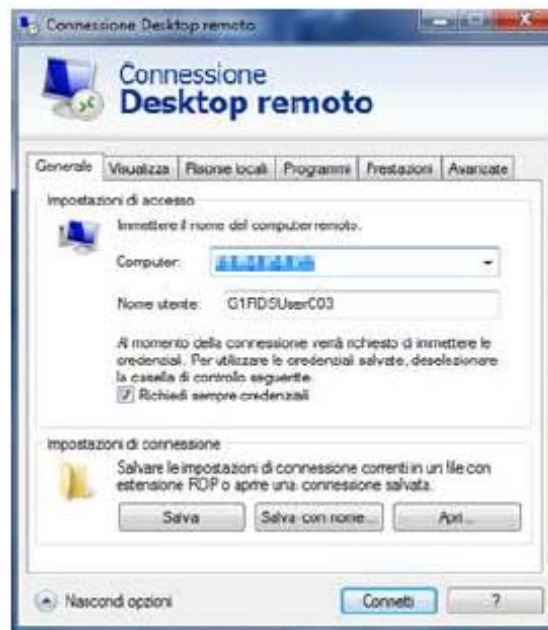 Connessione Desktop remoto
Connessione
Desktop remoto
Generale Visualizza Risorse locali Programmi Prestazioni Avanzate
Impostazioni di accesso
Immettere il nome del computer remoto.
Computer:
Nome utente: G1RDSUserC03
Al momento della connessione verrà richiesto di immettere le
credenziali. Per utilizzare le credenziali salvate, deselezionare
la casella di controllo seguente.
Richiedi sempre credenziali
Impostazioni di connessione
Salvare le impostazioni di connessione correnti in un file con
estensione RDP o aprire una connessione salvata.
Salva Salva con nome... Apri...
Nascondi opzioni Connetti ?